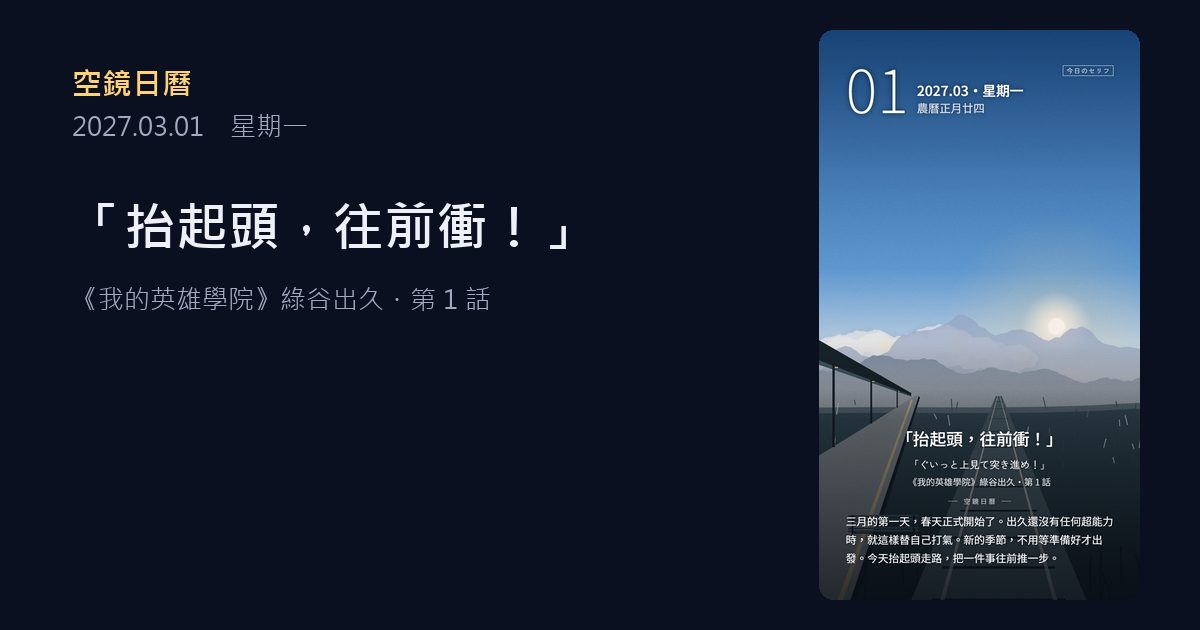 空鏡日曆
2027.03.01　星期一
「抬起頭，往前衝！」
《我的英雄學院》綠谷出久・第 1 話
01
2027.03・星期一
農曆正月廿四
今日のセリフ
「抬起頭，往前衝！」
「ぐいっと上見て突き進め！」
《我的英雄學院》綠谷出久・第 1 話
— 空鏡日曆 —
三月的第一天，春天正式開始了。出久還沒有任何超能力
時，就這樣替自己打氣。新的季節，不用等準備好才出
發。今天抬起頭走路，把一件事往前推一步。